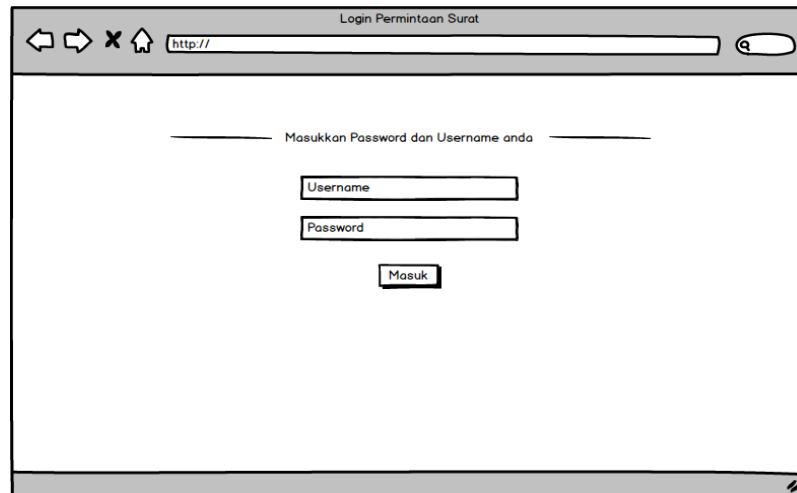 Login Permintaan Surat
http://
Masukkan Password dan Username anda
Username
Password
Masuk